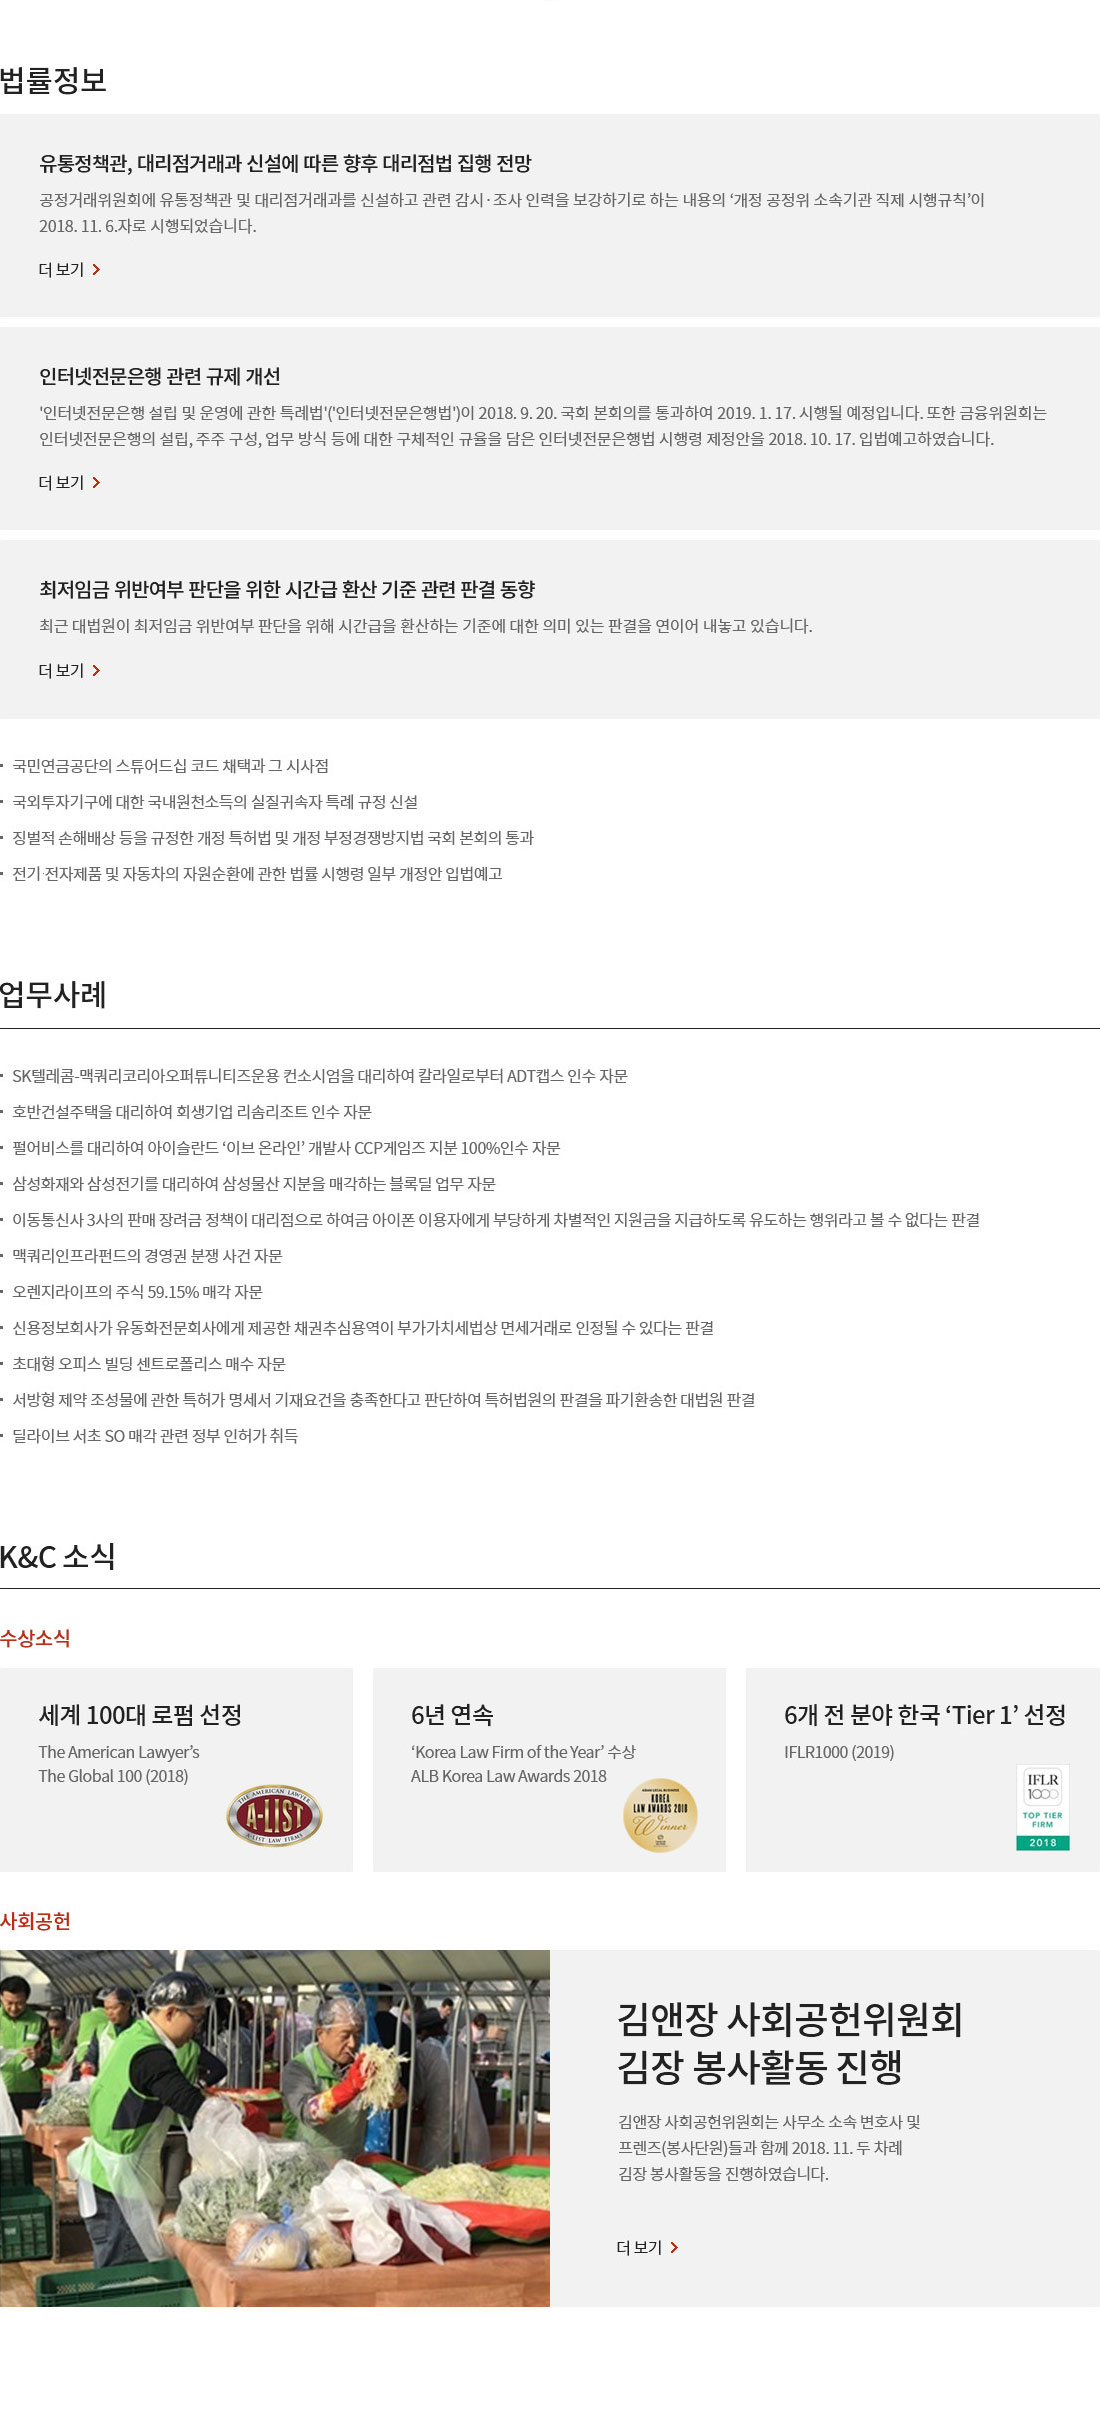 법률정보
유통정책관, 대리점거래과 신설에 따른 향후 대리점법 집행 전망
공정거래위원회에 유통정책관 및 대리점거래과를 신설하고 관련 감시·조사 인력을 보강하기로 하는 내용의 ‘개정 공정위 소속기관 직제 시행규칙’이
2018. 11. 6.자로 시행되었습니다.
더 보기
인터넷전문은행 관련 규제 개선
'인터넷전문은행 설립 및 운영에 관한 특례법'('인터넷전문은행법')이 2018. 9. 20. 국회 본회의를 통과하여 2019. 1. 17. 시행될 예정입니다. 또한 금융위원회는
인터넷전문은행의 설립, 주주 구성, 업무 방식 등에 대한 구체적인 규율을 담은 인터넷전문은행법 시행령 제정안을 2018. 10. 17. 입법예고하였습니다.
더 보기
최저임금 위반여부 판단을 위한 시간급 환산 기준 관련 판결 동향
최근 대법원이 최저임금 위반여부 판단을 위해 시간급을 환산하는 기준에 대한 의미 있는 판결을 연이어 내놓고 있습니다.
더 보기
국민연금공단의 스튜어드십 코드 채택과 그 시사점
국외투자기구에 대한 국내원천소득의 실질귀속자 특례 규정 신설
징벌적 손해배상 등을 규정한 개정 특허법 및 개정 부정경쟁방지법 국회 본회의 통과
전기·전자제품 및 자동차의 자원순환에 관한 법률 시행령 일부 개정안 입법예고
업무사례
SK텔레콤-맥쿼리코리아오퍼튜니티즈운용 컨소시엄을 대리하여 칼라일로부터 ADT캡스 인수 자문
호반건설주택을 대리하여 회생기업 리솜리조트 인수 자문
펄어비스를 대리하여 아이슬란드 ‘이브 온라인’ 개발사 CCP게임즈 지분 100%인수 자문
삼성화재와 삼성전기를 대리하여 삼성물산 지분을 매각하는 블록딜 업무 자문
이동통신사 3사의 판매 장려금 정책이 대리점으로 하여금 아이폰 이용자에게 부당하게 차별적인 지원금을 지급하도록 유도하는 행위라고 볼 수 없다는 판결
맥쿼리인프라펀드의 경영권 분쟁 사건 자문
오렌지라이프의 주식 59.15% 매각 자문
신용정보회사가 유동화전문회사에게 제공한 채권추심용역이 부가가치세법상 면세거래로 인정될 수 있다는 판결
초대형 오피스 빌딩 센트로폴리스 매수 자문
서방형 제약 조성물에 관한 특허가 명세서 기재요건을 충족한다고 판단하여 특허법원의 판결을 파기환송한 대법원 판결
딜라이브 서초 SO 매각 관련 정부 인허가 취득
K&C 소식
수상소식
세계 100대 로펌 선정
The American Lawyer’s
The Global 100 (2018)
THE AMERICAN LAWYER
A-LIST
A-LIST LAW FIRMS
6년 연속
‘Korea Law Firm of the Year’ 수상
ALB Korea Law Awards 2018
KOREA
LAW AWARDS 2018
Winner
6개 전 분야 한국 ‘Tier 1’ 선정
IFLR1000 (2019)
IFLR
1000
TOP TIER
FIRM
2018
사회공헌
김앤장 사회공헌위원회
김장 봉사활동 진행
김앤장 사회공헌위원회는 사무소 소속 변호사 및
프렌즈(봉사단원)들과 함께 2018. 11. 두 차례
김장 봉사활동을 진행하였습니다.
더 보기